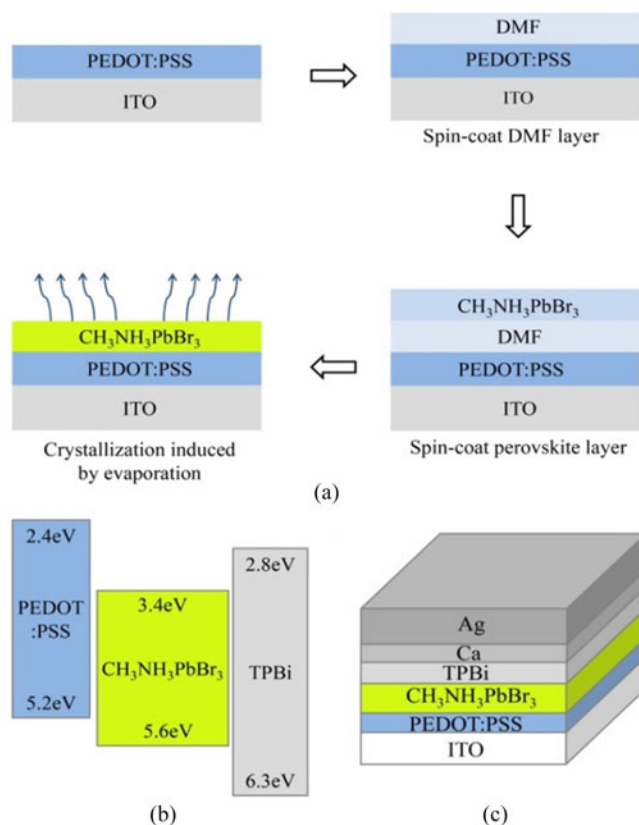 PEDOT:PSS
ITO
DMF
PEDOT:PSS
ITO
Spin-coat DMF layer
CH₃NH₃PbBr₃
PEDOT:PSS
ITO
Crystallization induced
by evaporation
CH₃NH₃PbBr₃
DMF
PEDOT:PSS
ITO
Spin-coat perovskite layer
(a)
2.4eV
PEDOT
:PSS
5.2eV
3.4eV
CH₃NH₃PbBr₃
5.6eV
2.8eV
TPBi
6.3eV
(b)
Ag
Ca
TPBi
CH₃NH₃PbBr₃
PEDOT:PSS
ITO
(c)